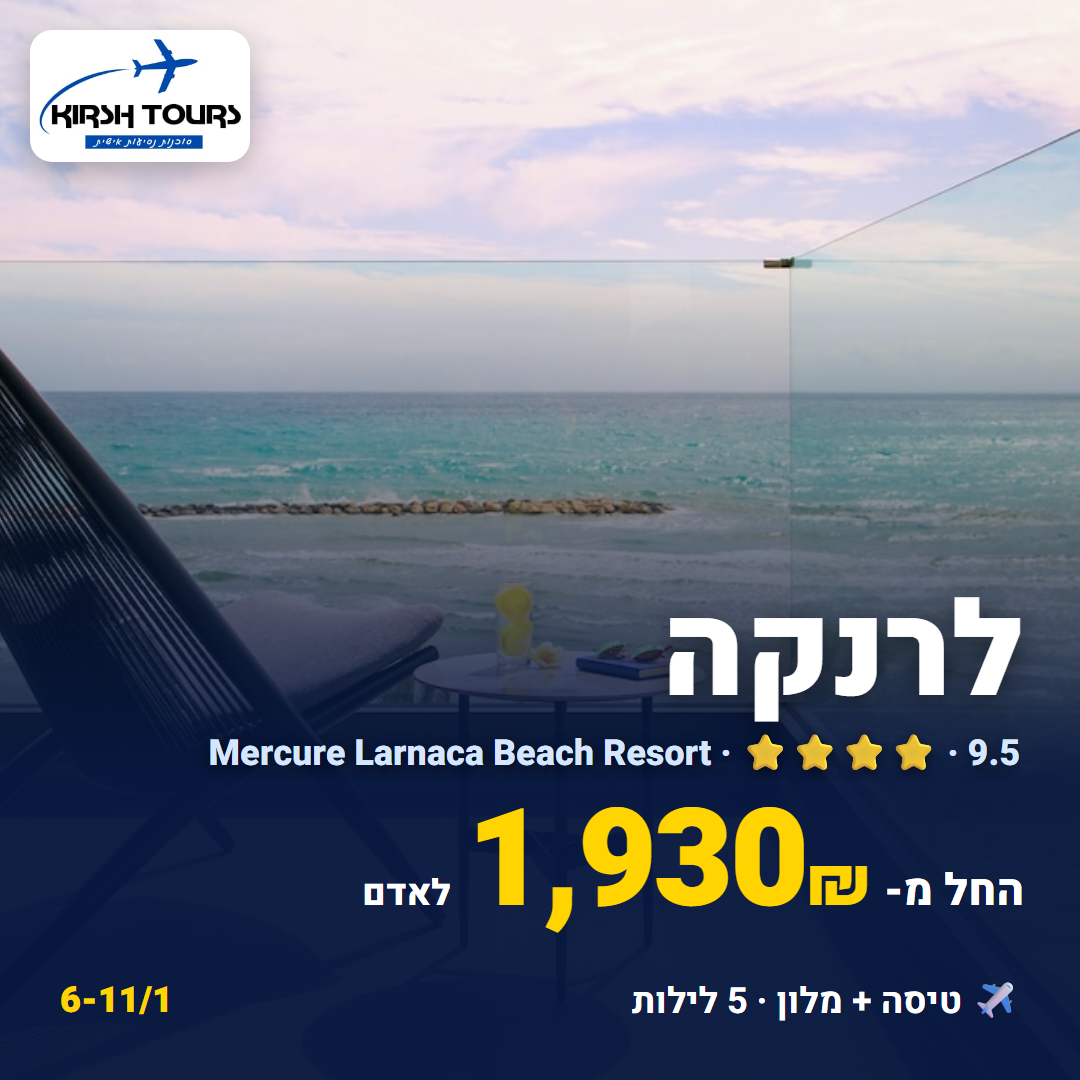 KIRSH TOURS
סוכנות נסיעות אישית
לרנקה
Mercure Larnaca Beach Resort · ⭐⭐⭐⭐ · 9.5
החל מ- ₪1,930 לאדם
✈️ טיסה + מלון · 5 לילות
6-11/1